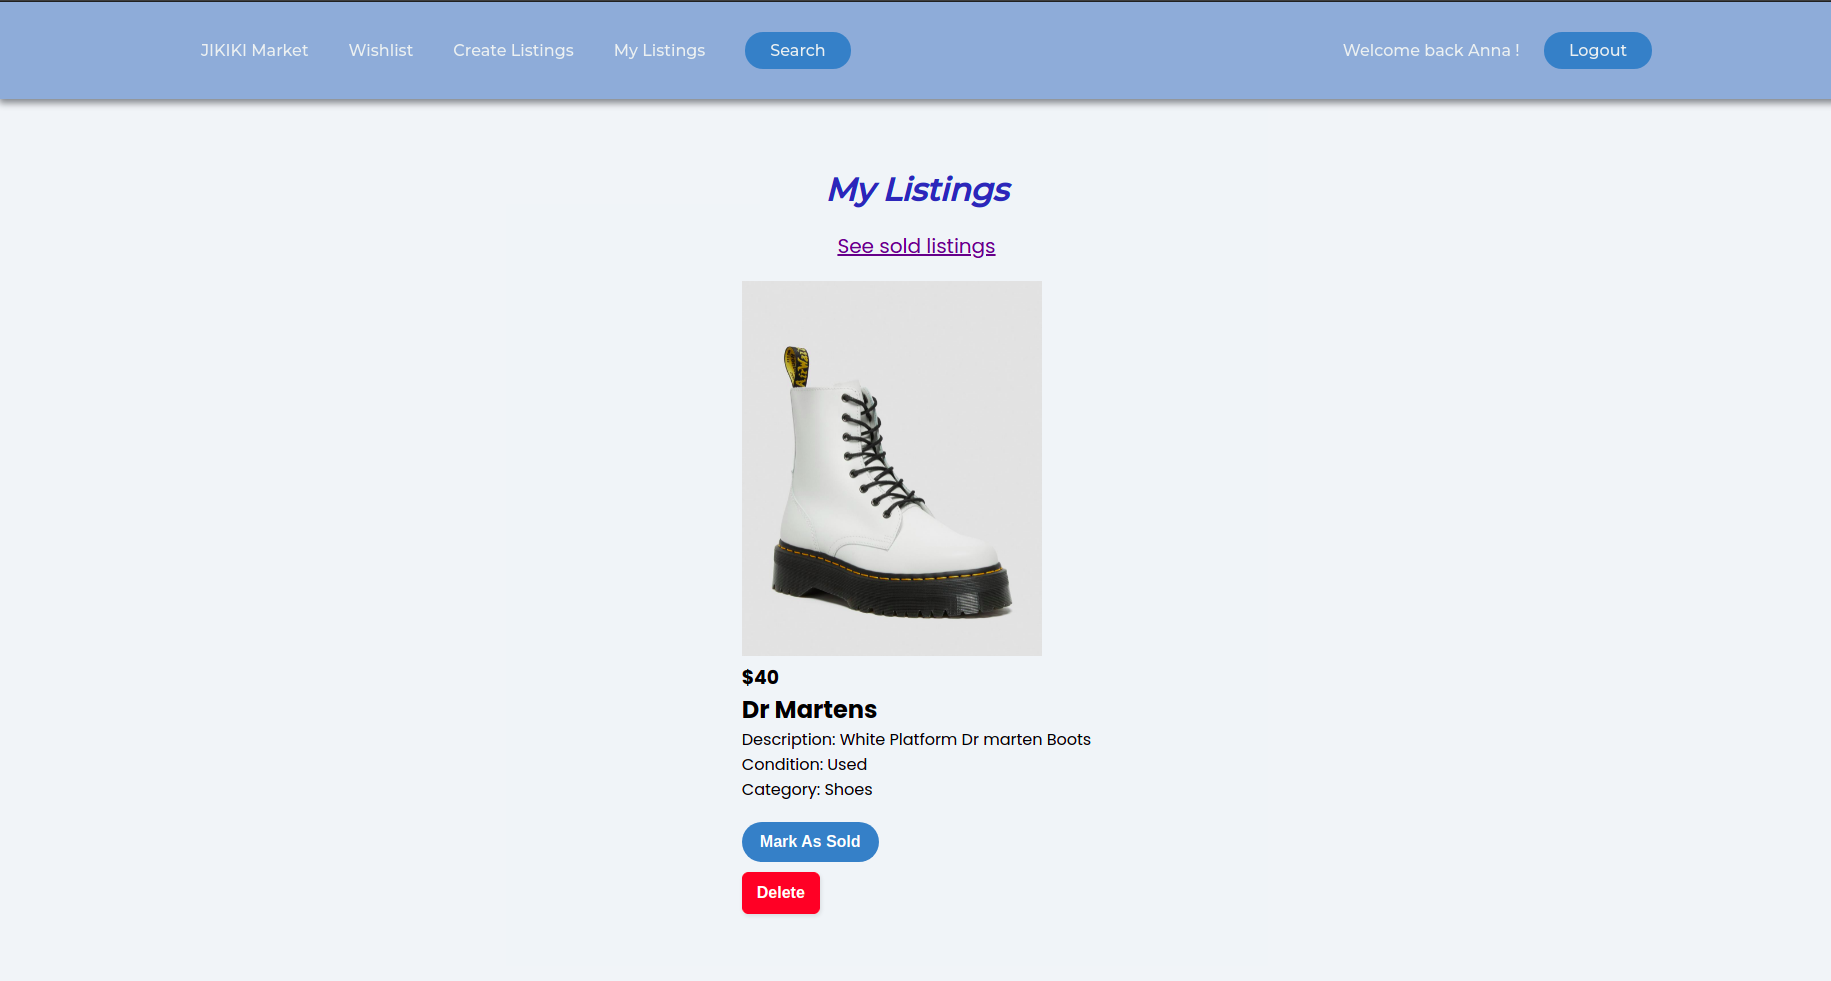 JIKIKI Market Wishlist Create Listings My Listings Search Welcome back Anna ! Logout
My Listings
See sold listings
$40
Dr Martens
Description: White Platform Dr marten Boots
Condition: Used
Category: Shoes
Mark As Sold
Delete